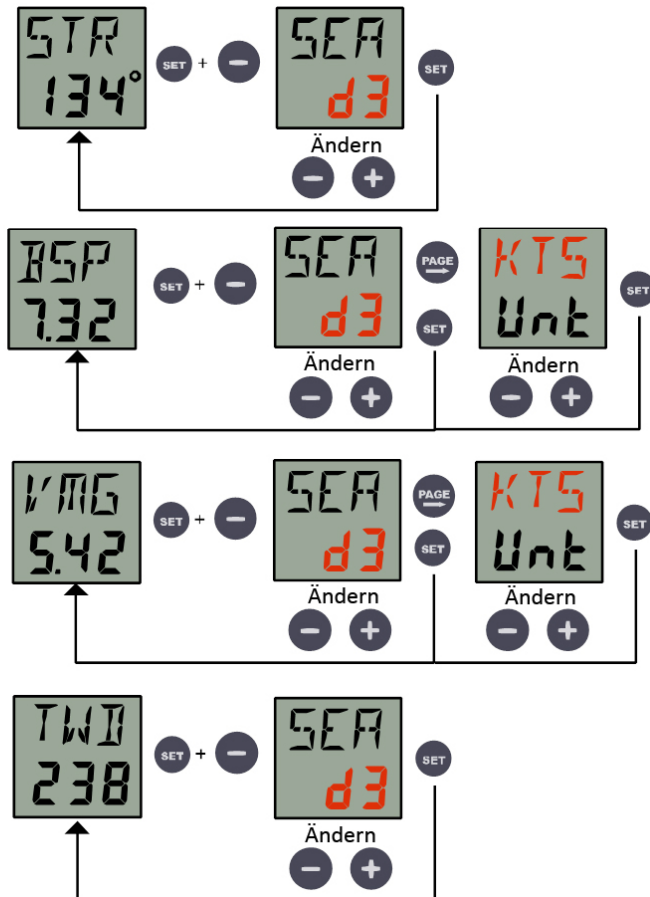 STR SEA
SET + − SET
134° d3
Ändern
− +
BSP SEA PAGE KTS
SET + − SET
7.32 d3 SET Unt
Ändern Ändern
− + − +
VMG SEA PAGE KTS
SET + − SET
5.42 d3 SET Unt
Ändern Ändern
− + − +
TWD SEA
SET + − SET
238 d3
Ändern
− +